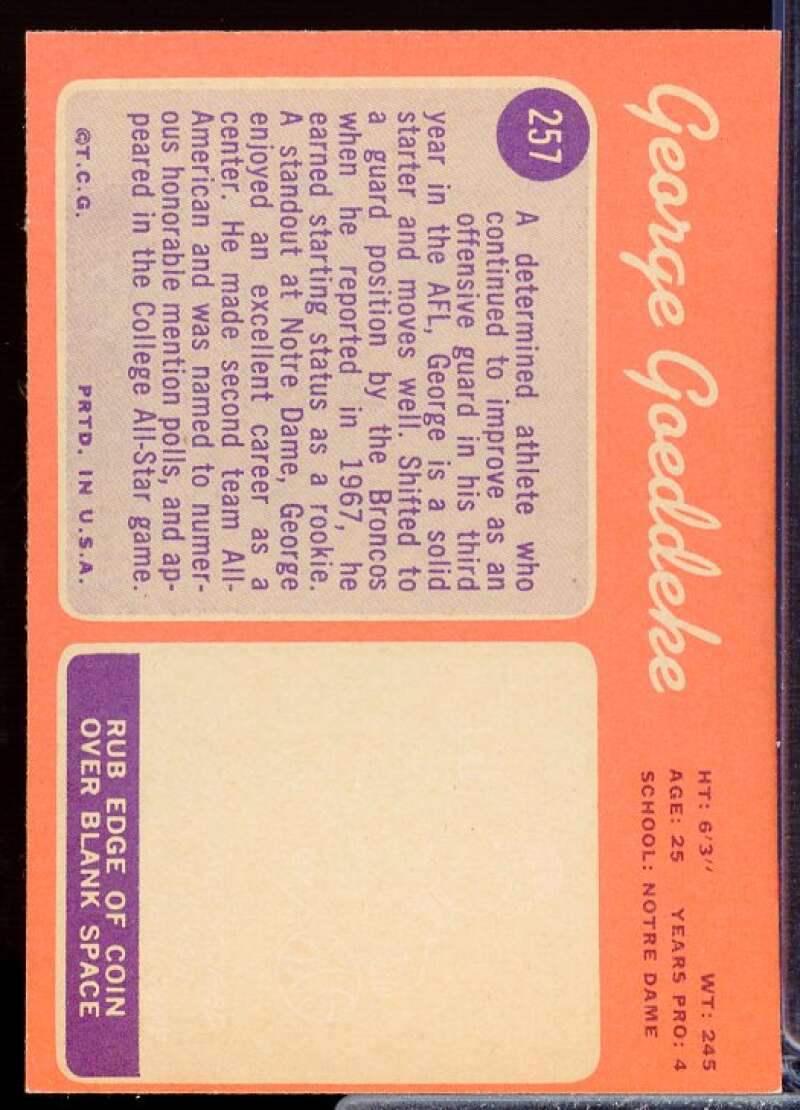 George Goeddeke
HT: 6'3" WT: 245
AGE: 25 YEARS PRO: 4
SCHOOL: NOTRE DAME
257
A determined athlete who
continued to improve as an
offensive guard in his third
year in the AFL, George is a solid
starter and moves well. Shifted to
a guard position by the Broncos
when he reported in 1967, he
earned starting status as a rookie.
A standout at Notre Dame, George
enjoyed an excellent career as a
center. He made second team All-
American and was named to numer-
ous honorable mention polls, and ap-
peared in the College All-Star game.
©T.C.G. PRTD. IN U.S.A.
RUB EDGE OF COIN
OVER BLANK SPACE